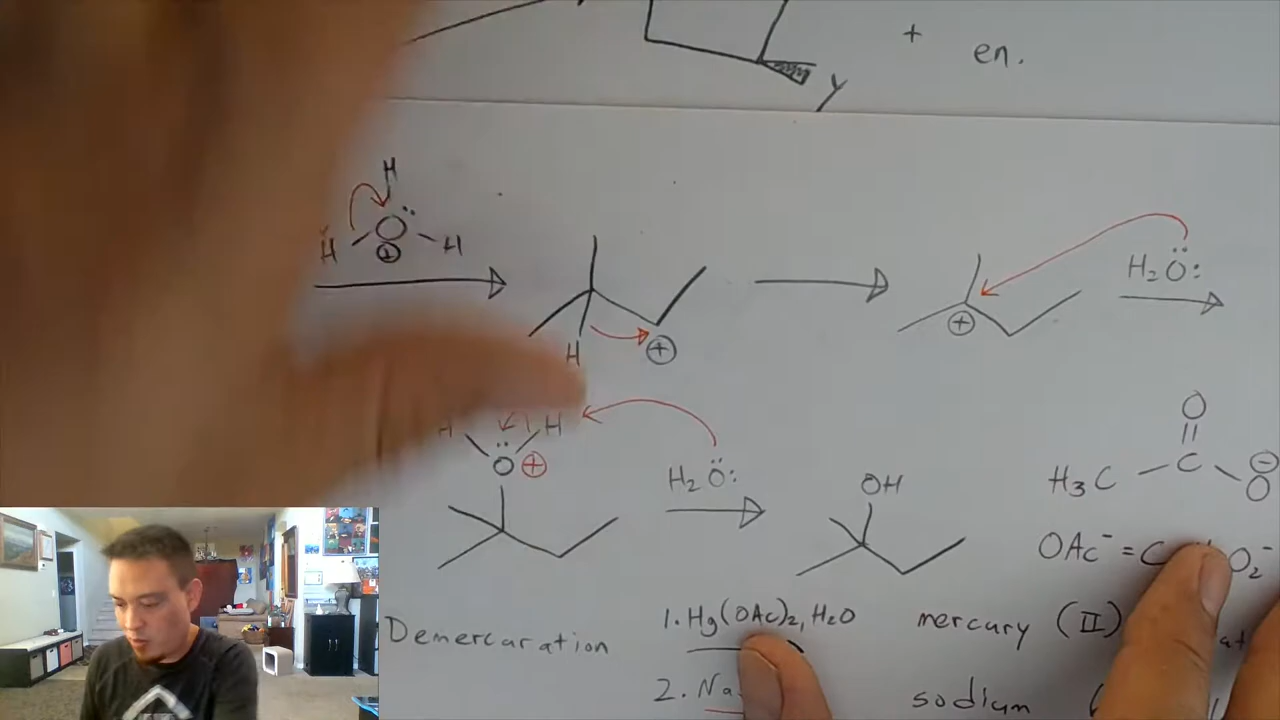 + en.
Y
H
H O H
⊕
H ⊕
⊕
H₂Ö:
H
O ⊕
H₂Ö:
OH
O
H₃C C O
⊖
OAc⁻ =
Demercaration 1. Hg(OAc)₂, H₂O mercury (II)
2. Na sodium